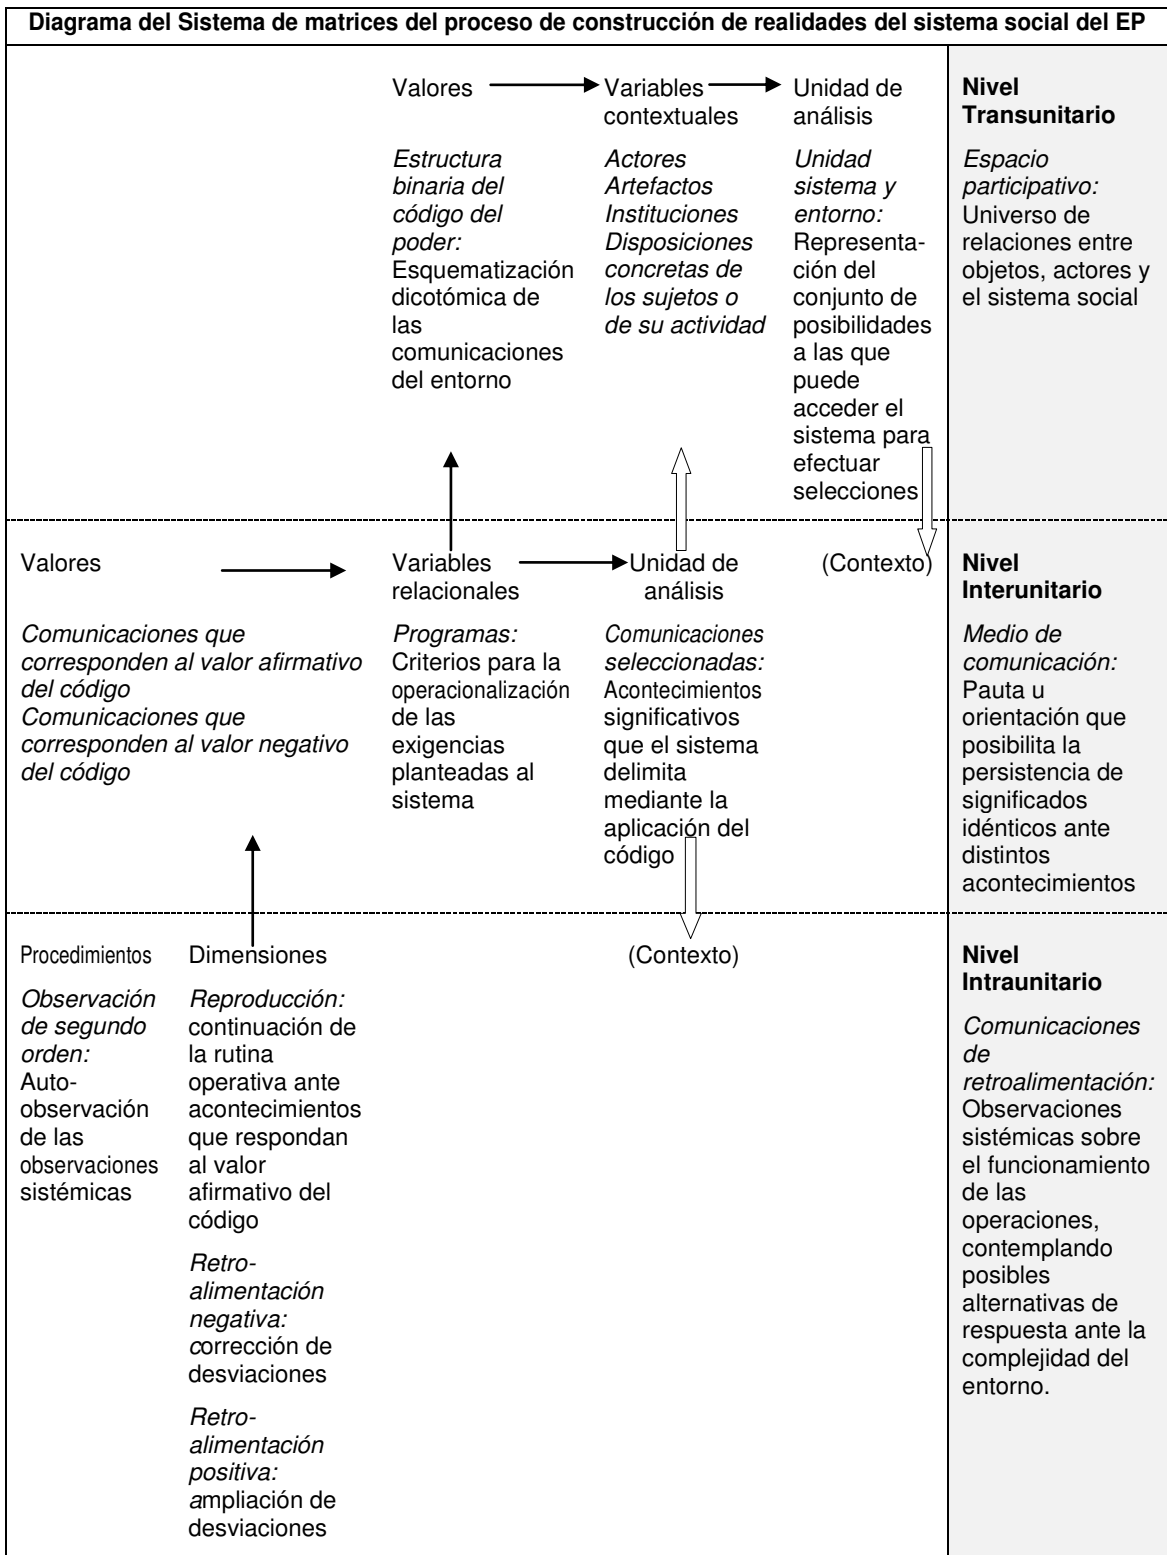 Diagrama del Sistema de matrices del proceso de construcción de realidades del sistema social del EP
Valores
Estructura
binaria del
código del
poder:
Esquematización
dicotómica de
las
comunicaciones
del entorno
Variables
contextuales
Actores
Artefactos
Instituciones
Disposiciones
concretas de
los sujetos o
de su actividad
Unidad de
análisis
Unidad
sistema y
entorno:
Representa-
ción del
conjunto de
posibilidades
a las que
puede
acceder el
sistema para
efectuar
selecciones
Nivel
Transunitario
Espacio
participativo:
Universo de
relaciones entre
objetos, actores y
el sistema social
Valores
Comunicaciones que
corresponden al valor afirmativo
del código
Comunicaciones que
corresponden al valor negativo
del código
Variables
relacionales
Programas:
Criterios para la
operacionalización
de las
exigencias
planteadas al
sistema
Unidad de
análisis
Comunicaciones
seleccionadas:
Acontecimientos
significativos
que el sistema
delimita
mediante la
aplicación del
código
(Contexto)
Nivel
Interunitario
Medio de
comunicación:
Pauta u
orientación que
posibilita la
persistencia de
significados
idénticos ante
distintos
acontecimientos
Procedimientos
Observación
de segundo
orden:
Auto-
observación
de las
observaciones
sistémicas
Dimensiones
Reproducción:
continuación de
la rutina
operativa ante
acontecimientos
que respondan
al valor
afirmativo del
código
Retro-
alimentación
negativa:
corrección de
desviaciones
Retro-
alimentación
positiva:
ampliación de
desviaciones
(Contexto)
Nivel
Intraunitario
Comunicaciones
de
retroalimentación:
Observaciones
sistémicas sobre
el funcionamiento
de las
operaciones,
contemplando
posibles
alternativas de
respuesta ante la
complejidad del
entorno.